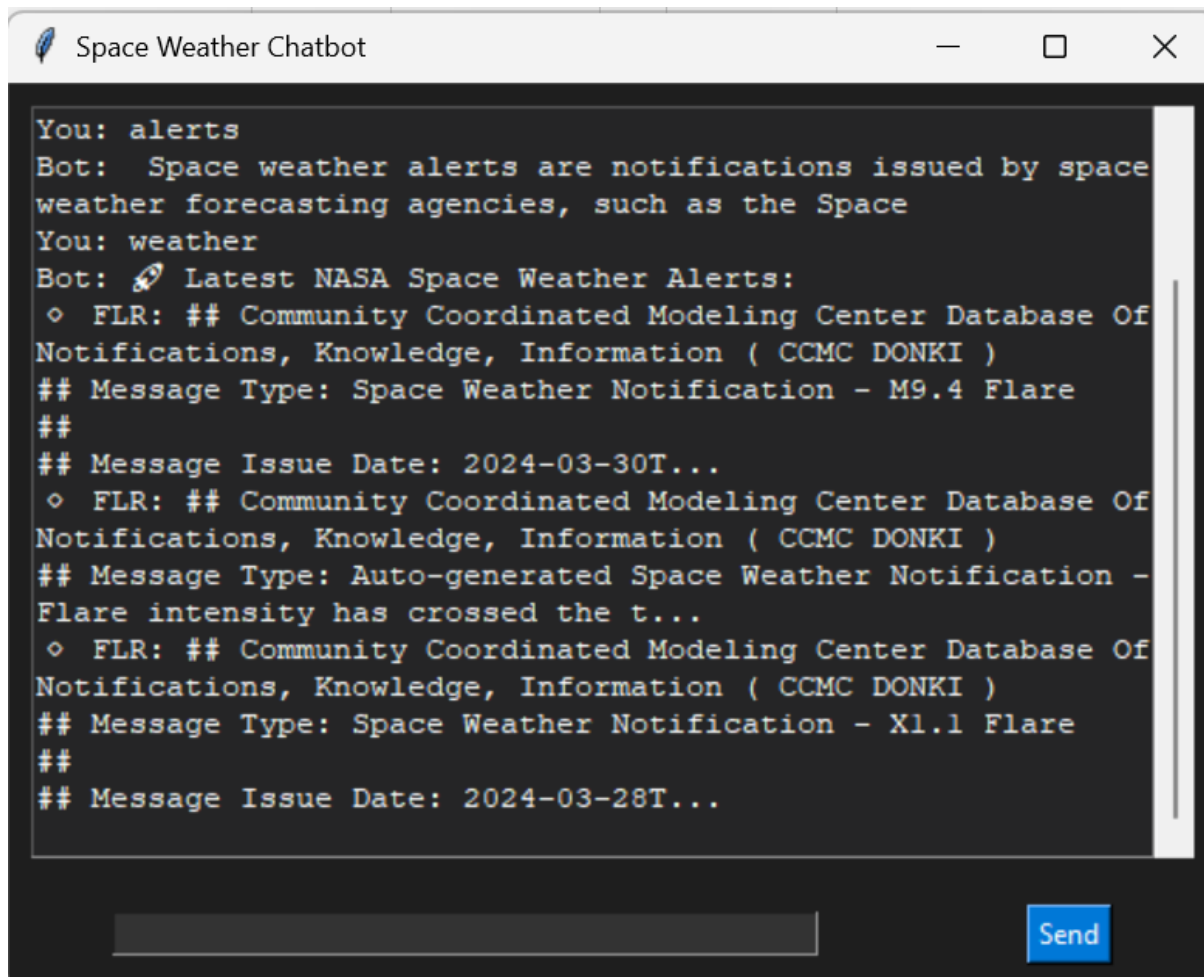 Space Weather Chatbot
You: alerts
Bot:  Space weather alerts are notifications issued by space
weather forecasting agencies, such as the Space
You: weather
Bot: 🚀 Latest NASA Space Weather Alerts:
🔹 FLR: ## Community Coordinated Modeling Center Database Of
Notifications, Knowledge, Information ( CCMC DONKI )
## Message Type: Space Weather Notification - M9.4 Flare
##
## Message Issue Date: 2024-03-30T...
🔹 FLR: ## Community Coordinated Modeling Center Database Of
Notifications, Knowledge, Information ( CCMC DONKI )
## Message Type: Auto-generated Space Weather Notification -
Flare intensity has crossed the t...
🔹 FLR: ## Community Coordinated Modeling Center Database Of
Notifications, Knowledge, Information ( CCMC DONKI )
## Message Type: Space Weather Notification - X1.1 Flare
##
## Message Issue Date: 2024-03-28T...
Send